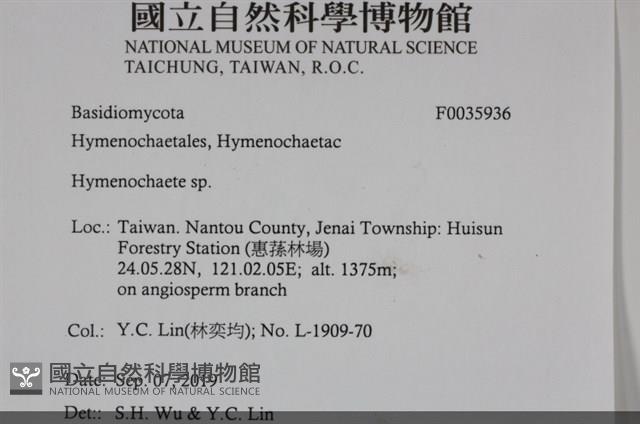 國立自然科學博物館
NATIONAL MUSEUM OF NATURAL SCIENCE
TAICHUNG, TAIWAN, R.O.C.
Basidiomycota F0035936
Hymenochaetales, Hymenochaetac
Hymenochaete sp.
Loc.: Taiwan. Nantou County, Jenai Township: Huisun
Forestry Station (惠蓀林場)
24.05.28N, 121.02.05E; alt. 1375m;
on angiosperm branch
Col.: Y.C. Lin(林奕均); No. L-1909-70
國立自然科學博物館
Date: Sep. 07, 2019
NATIONAL MUSEUM OF NATURAL SCIENCE
Det:: S.H. Wu & Y.C. Lin